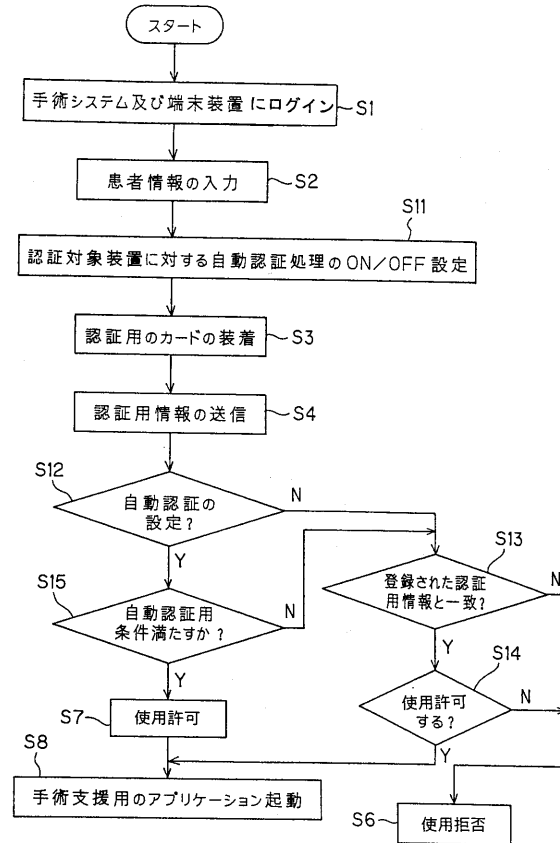 スタート
手術システム及び端末装置にログイン
S1
患者情報の入力
S2
S11
認証対象装置に対する自動認証処理のON/OFF設定
認証用のカードの装着
S3
認証用情報の送信
S4
S12
自動認証の
設定?
N
Y
S13
登録された認証
用情報と一致?
N
Y
S15
自動認証用
条件満たすか?
N
Y
S14
使用許可
する?
N
Y
S7
使用許可
S8
手術支援用のアプリケーション起動
S6
使用拒否